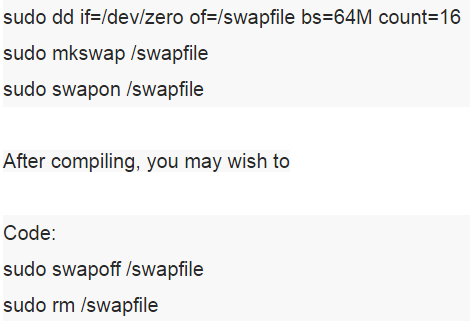 sudo dd if=/dev/zero of=/swapfile bs=64M count=16
sudo mkswap /swapfile
sudo swapon /swapfile
After compiling, you may wish to
Code:
sudo swapoff /swapfile
sudo rm /swapfile